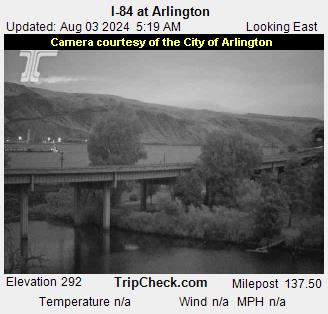 I-84 at Arlington
Updated: Aug 03 2024 5:19 AM Looking East
Camera courtesy of the City of Arlington
Elevation 292 TripCheck.com Milepost 137.50
Temperature n/a Wind n/a MPH n/a